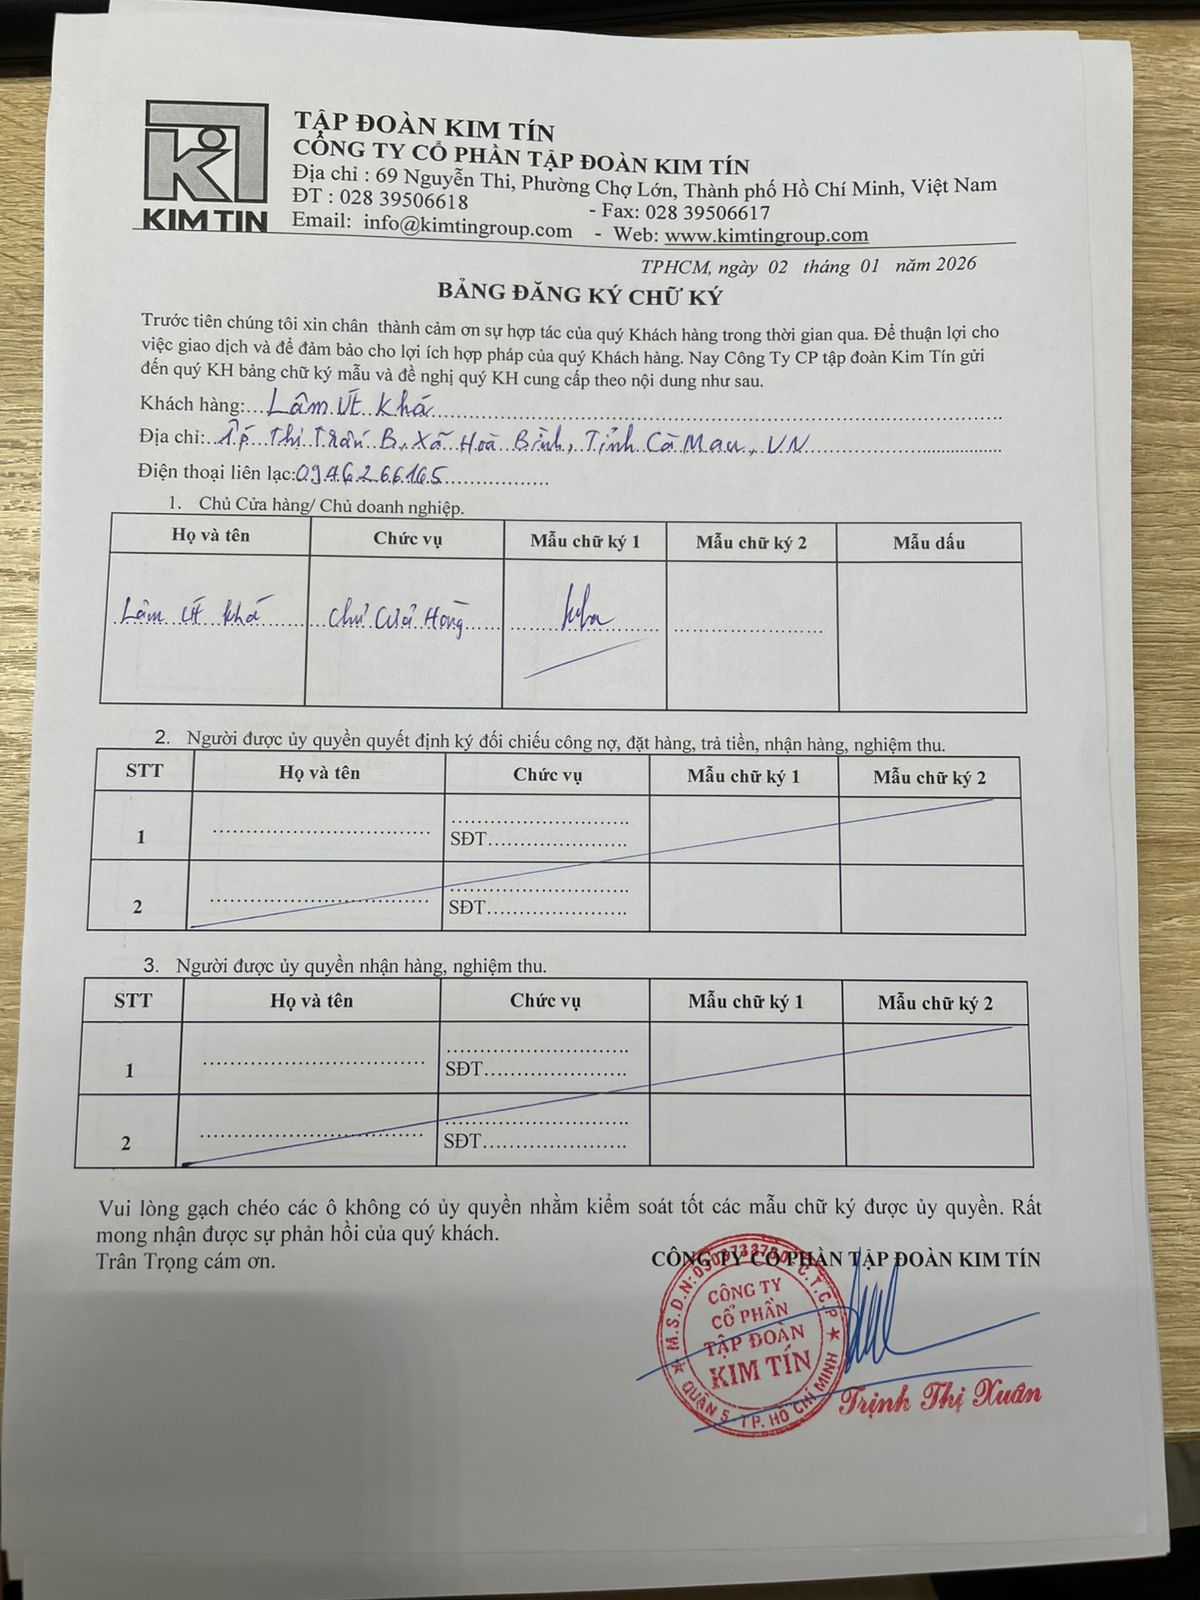 KIM TIN
TẬP ĐOÀN KIM TÍN
CÔNG TY CỔ PHẦN TẬP ĐOÀN KIM TÍN
Địa chỉ : 69 Nguyễn Thi, Phường Chợ Lớn, Thành phố Hồ Chí Minh, Việt Nam
ĐT : 028 39506618 - Fax: 028 39506617
Email: info@kimtingroup.com - Web: www.kimtingroup.com
TPHCM, ngày 02 tháng 01 năm 2026
BẢNG ĐĂNG KÝ CHỮ KÝ
Trước tiên chúng tôi xin chân thành cảm ơn sự hợp tác của quý Khách hàng trong thời gian qua. Để thuận lợi cho
việc giao dịch và để đảm bảo cho lợi ích hợp pháp của quý Khách hàng. Nay Công Ty CP tập đoàn Kim Tín gửi
đến quý KH bảng chữ ký mẫu và đề nghị quý KH cung cấp theo nội dung như sau.
Khách hàng:... Lâm Út Khá
Địa chỉ: Ấp Thị Trấn B, Xã Hoà Bình, Tỉnh Cà Mau, VN
Điện thoại liên lạc: 0946266165
1. Chủ Cửa hàng/ Chủ doanh nghiệp.
Họ và tên Chức vụ Mẫu chữ ký 1 Mẫu chữ ký 2 Mẫu dấu
Lâm Út Khá Chủ Cửa Hàng Kha
2. Người được ủy quyền quyết định ký đối chiếu công nợ, đặt hàng, trả tiền, nhận hàng, nghiệm thu.
STT Họ và tên Chức vụ Mẫu chữ ký 1 Mẫu chữ ký 2
1 SĐT
2 SĐT
3. Người được ủy quyền nhận hàng, nghiệm thu.
STT Họ và tên Chức vụ Mẫu chữ ký 1 Mẫu chữ ký 2
1 SĐT
2 SĐT
Vui lòng gạch chéo các ô không có ủy quyền nhằm kiểm soát tốt các mẫu chữ ký được ủy quyền. Rất
mong nhận được sự phản hồi của quý khách.
Trân Trọng cám ơn.
CÔNG TY CỔ PHẦN TẬP ĐOÀN KIM TÍN
M.S.D.N: C.T.C.P
CÔNG TY
CỔ PHẦN
TẬP ĐOÀN
KIM TÍN
QUẬN 5 - TP. HỒ CHÍ MINH
Trịnh Thị Xuân